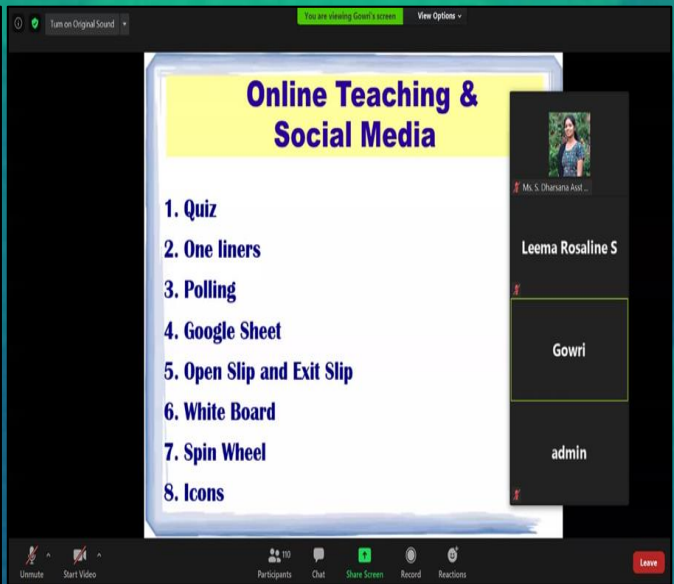 Turn on Original Sound
You are viewing Gowri's screen
View Options
Online Teaching &
Social Media
1. Quiz
2. One liners
3. Polling
4. Google Sheet
5. Open Slip and Exit Slip
6. White Board
7. Spin Wheel
8. Icons
Ms. S. Dharsana Asst ...
Leema Rosaline S
Gowri
admin
Unmute
Start Video
110
Participants
Chat
Share Screen
Record
Reactions
Leave